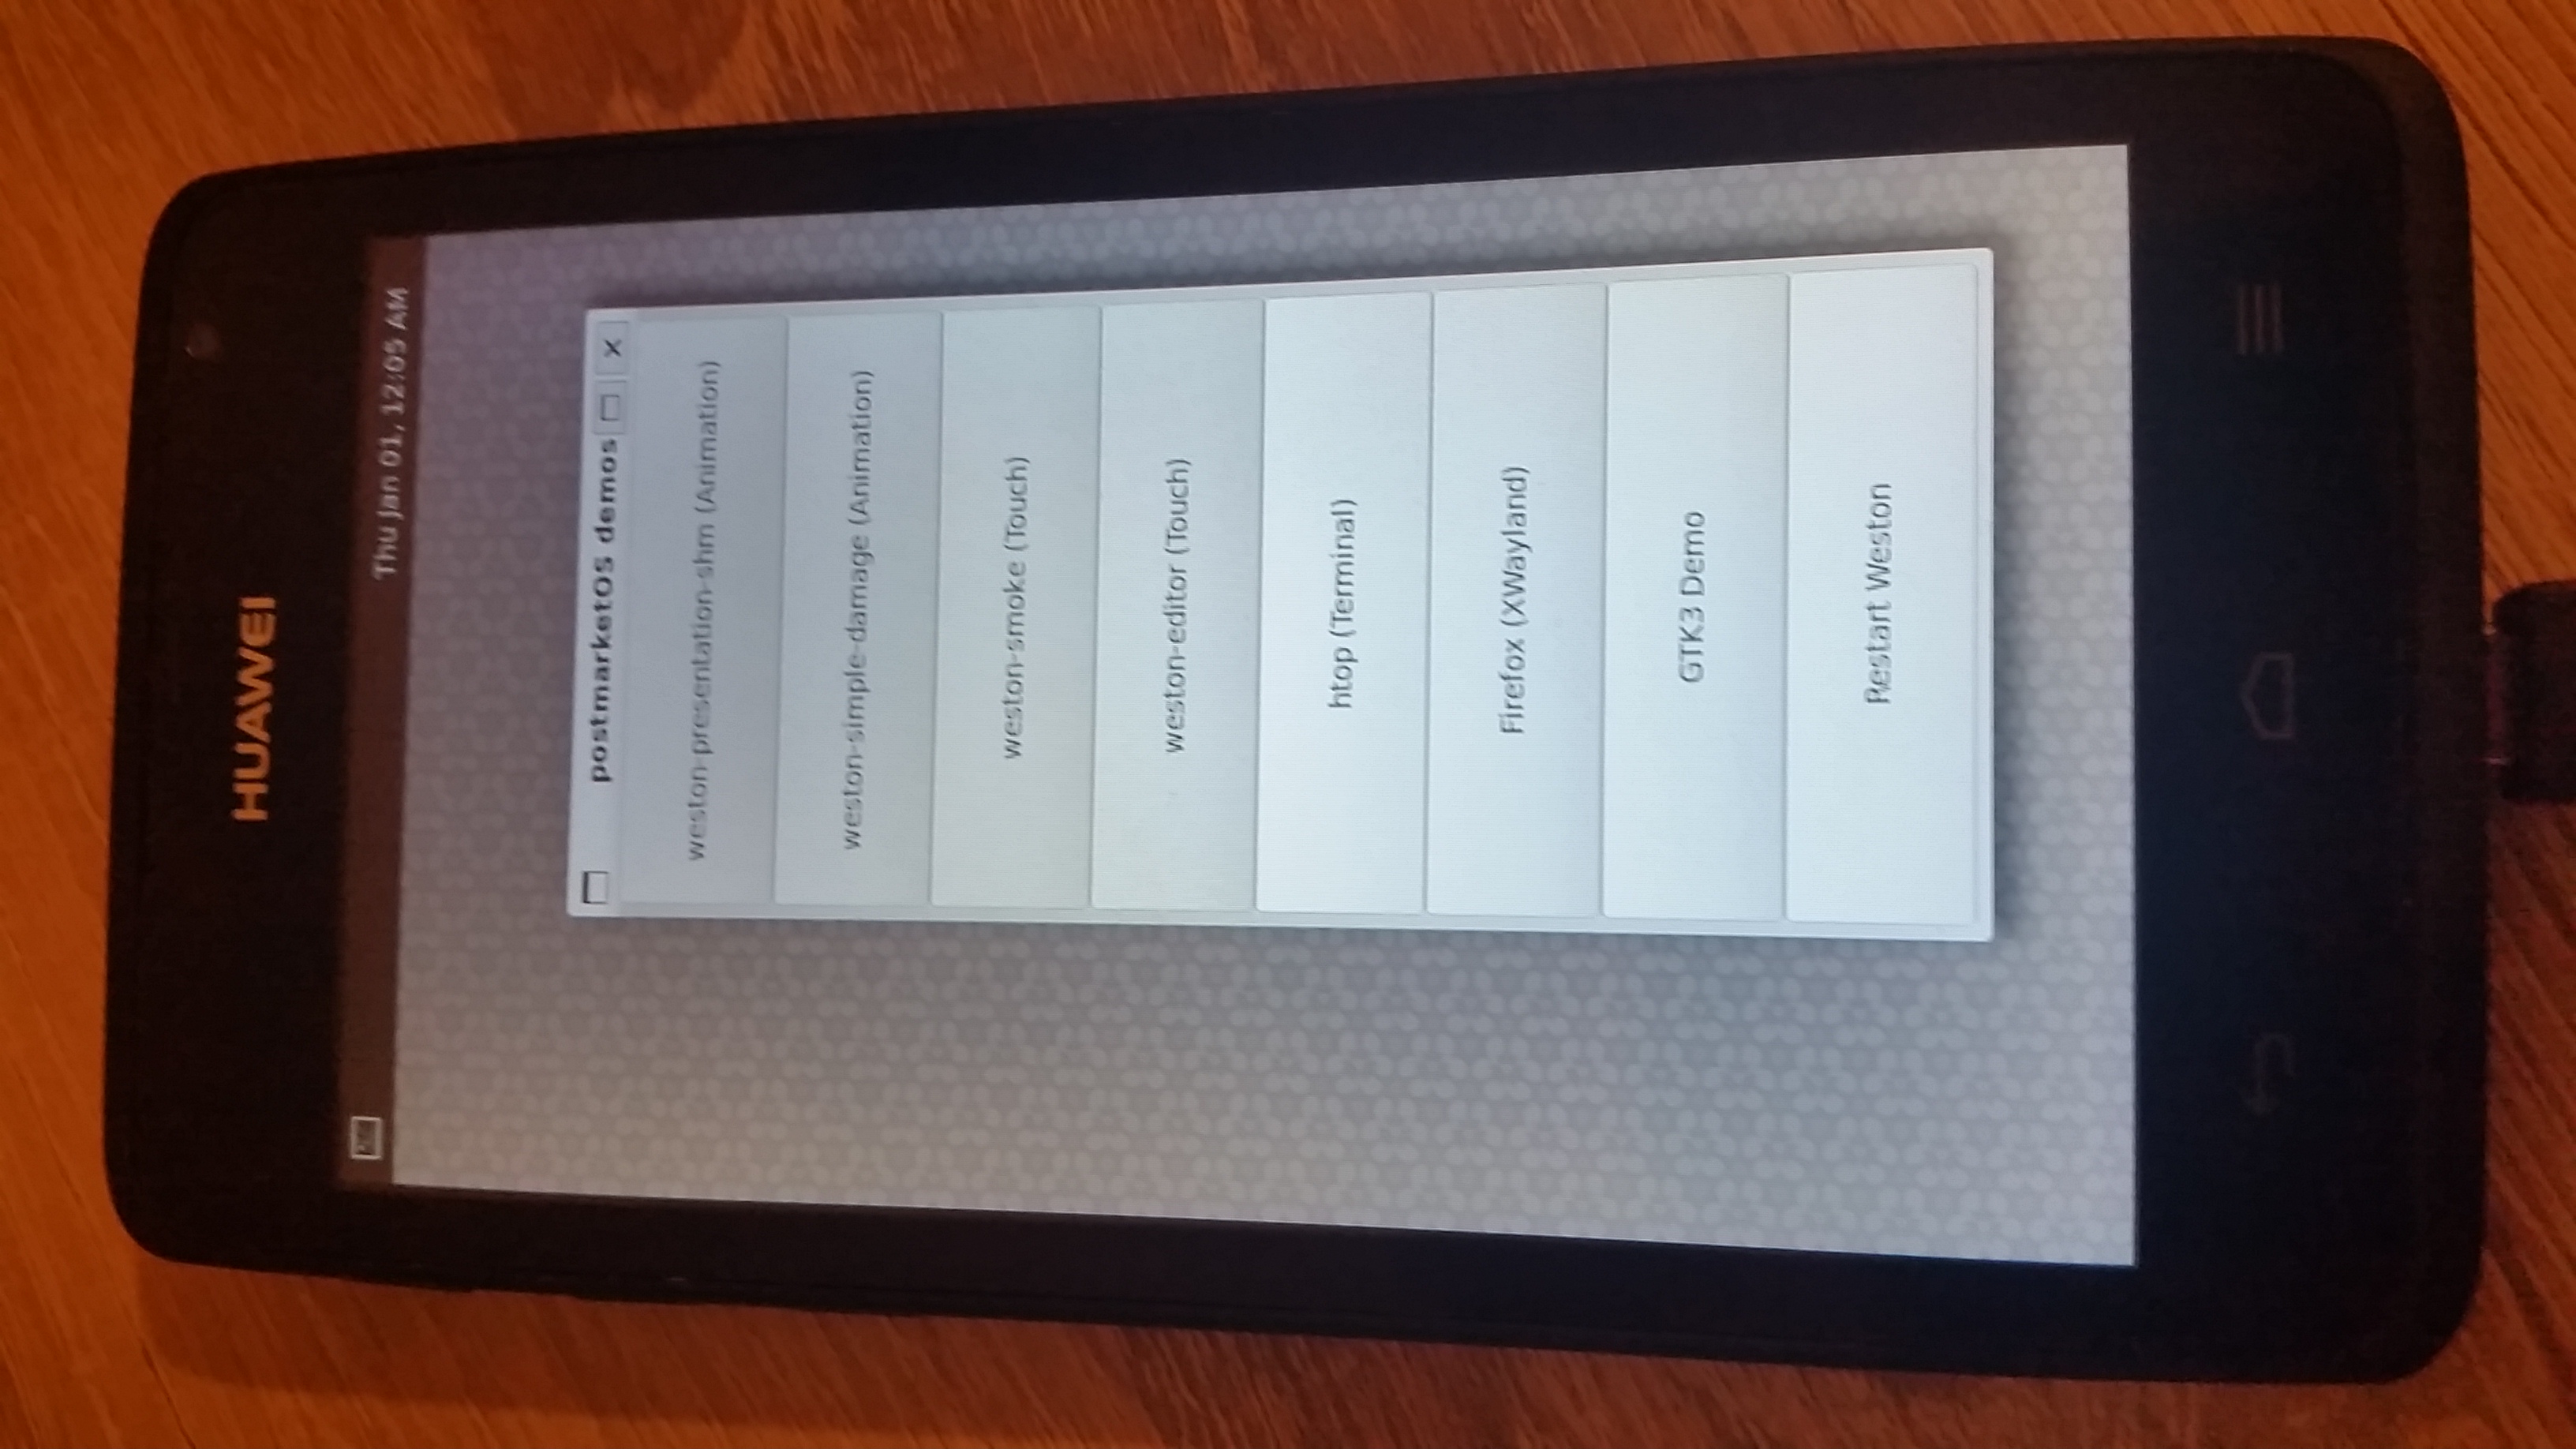 HUAWEI
Thu Jan 01, 12:05 AM
postmarketOS demos
weston-presentation-shm (Animation)
weston-simple-damage (Animation)
weston-smoke (Touch)
weston-editor (Touch)
htop (Terminal)
Firefox (XWayland)
GTK3 Demo
Restart Weston